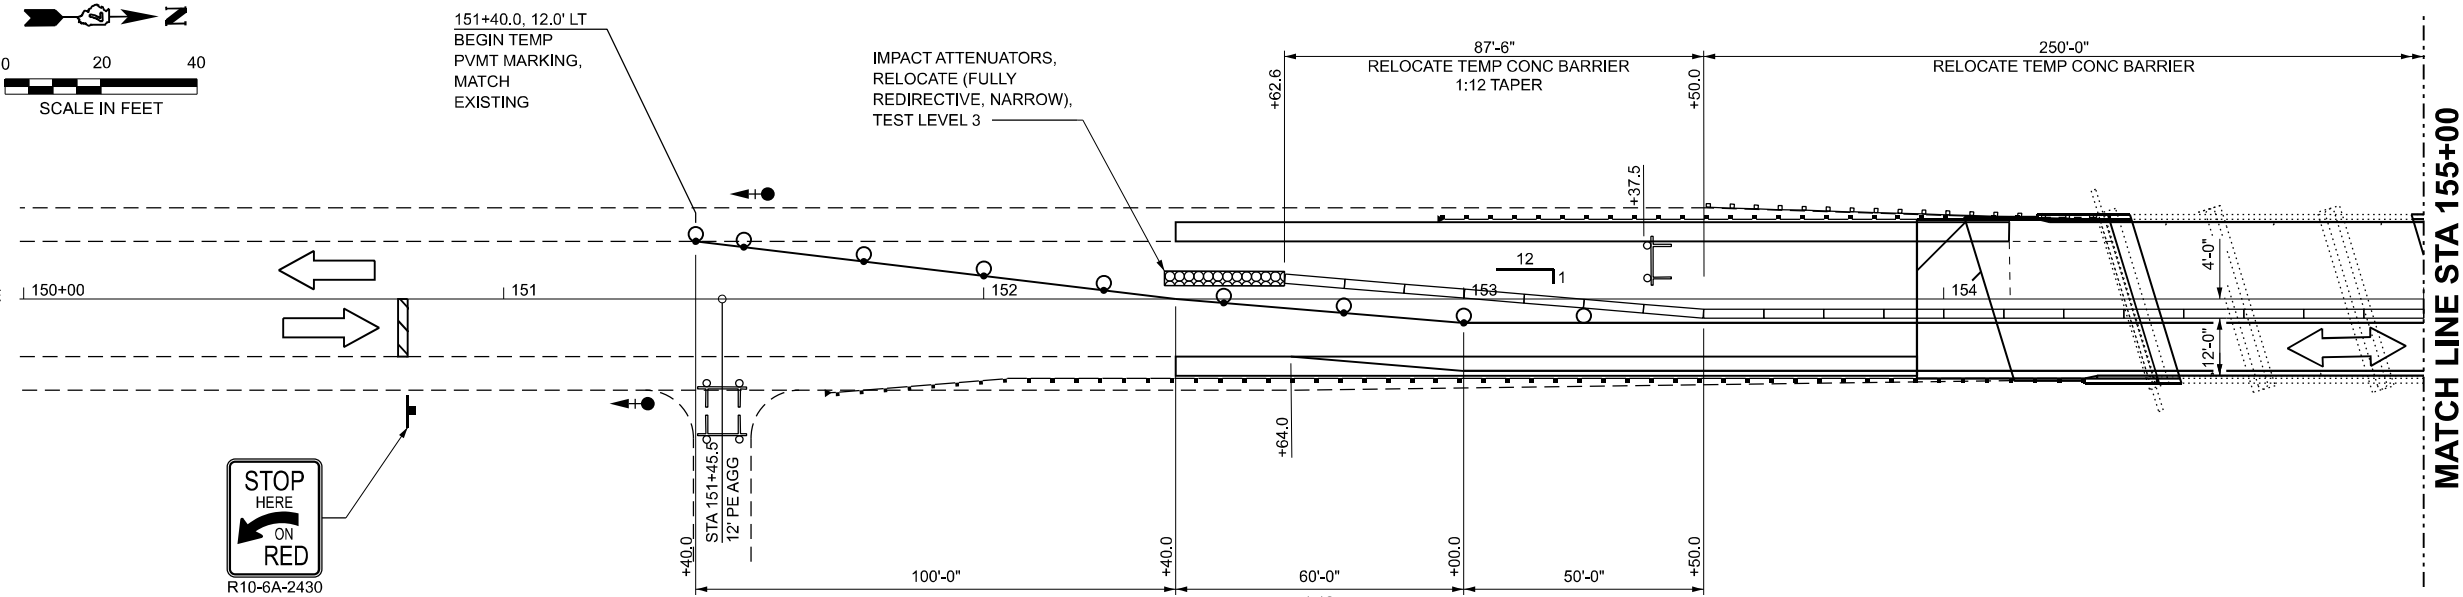 N
0 20 40
SCALE IN FEET
151+40.0, 12.0' LT
BEGIN TEMP
PVMT MARKING,
MATCH
EXISTING
IMPACT ATTENUATORS,
RELOCATE (FULLY
REDIRECTIVE, NARROW),
TEST LEVEL 3
87'-6"
RELOCATE TEMP CONC BARRIER
1:12 TAPER
250'-0"
RELOCATE TEMP CONC BARRIER
+62.6
+50.0
+37.5
12
1
150+00
151
152
153
154
4'-0"
12'-0"
MATCH LINE STA 155+00
+64.0
STOP
HERE
ON
RED
R10-6A-2430
STA 151+45.5
12' PE AGG
+40.0
+40.0
+00.0
+50.0
100'-0"
60'-0"
50'-0"